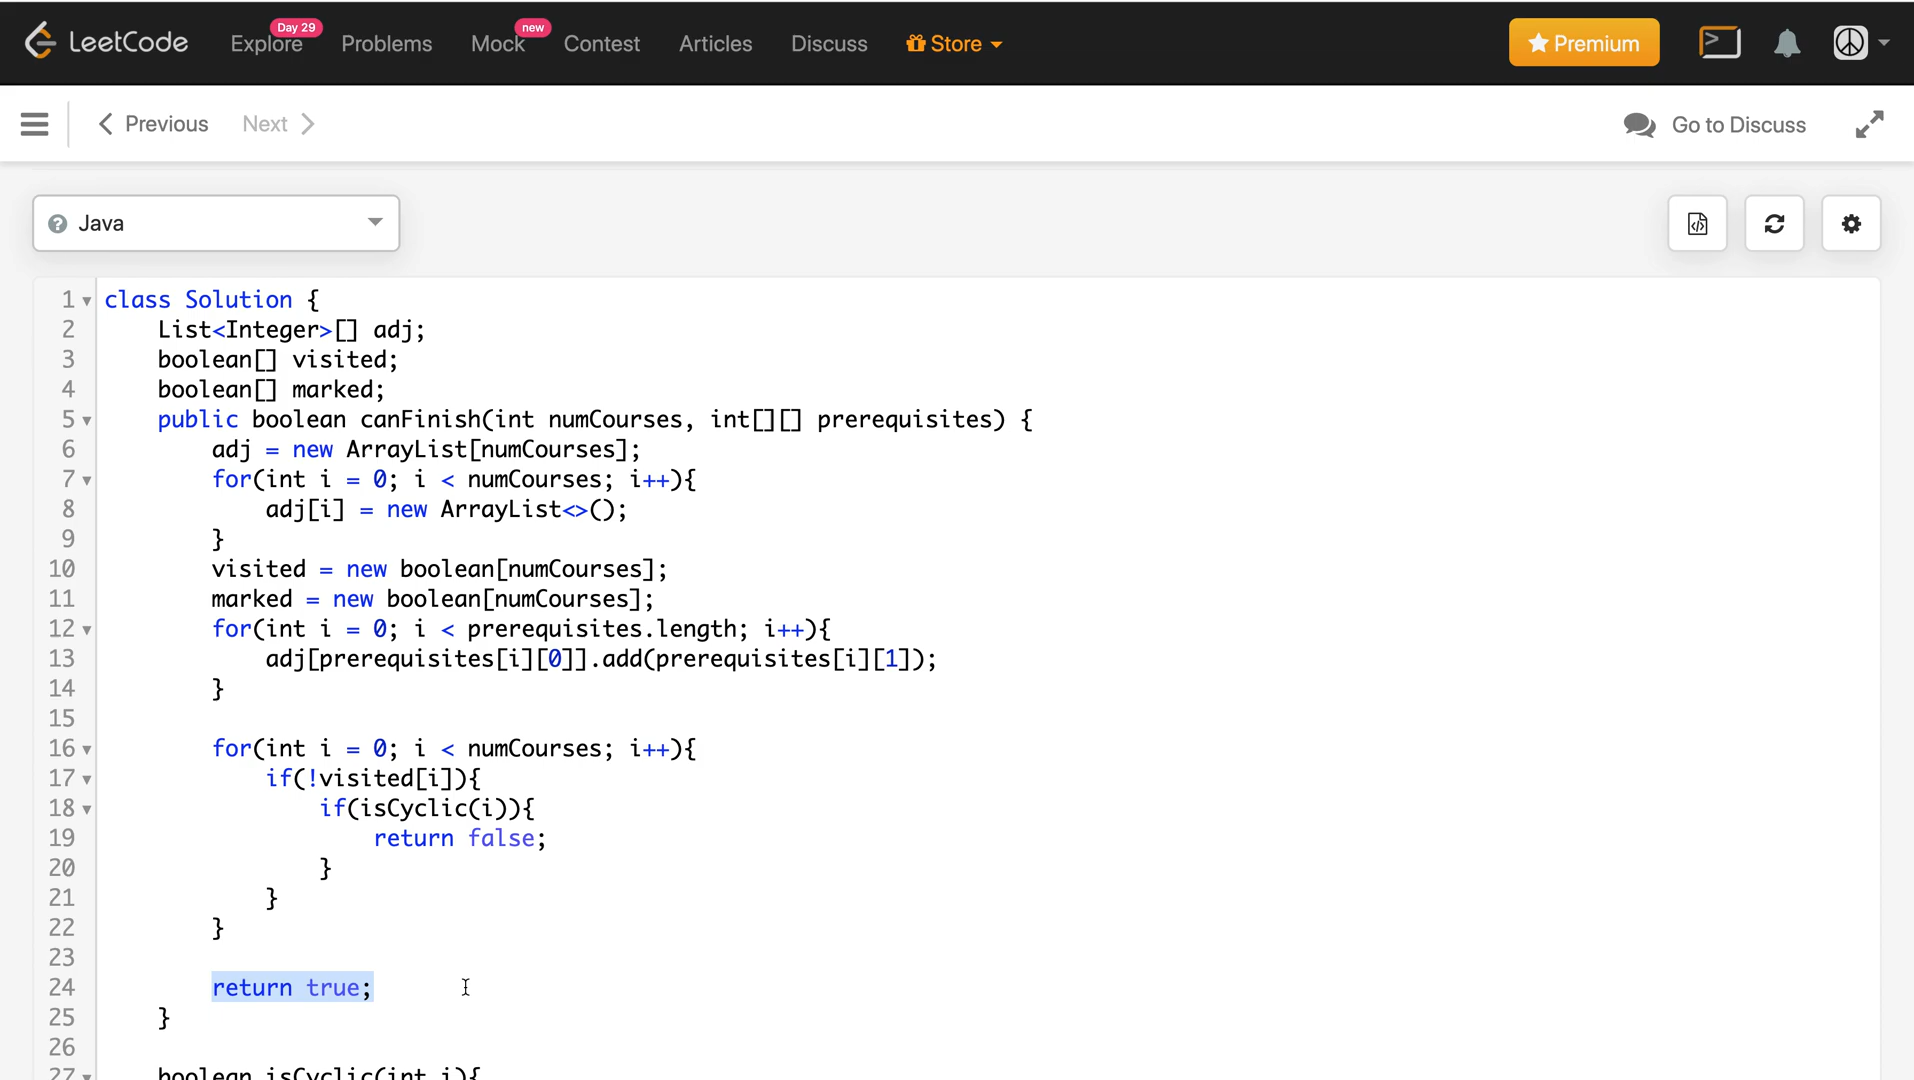 LeetCode Explore Day 29 Problems Mock new Contest Articles Discuss Store Premium
Previous Next Go to Discuss
Java
1 class Solution {
2 List<Integer>[] adj;
3 boolean[] visited;
4 boolean[] marked;
5 public boolean canFinish(int numCourses, int[][] prerequisites) {
6 adj = new ArrayList[numCourses];
7 for(int i = 0; i < numCourses; i++){
8 adj[i] = new ArrayList<>();
9 }
10 visited = new boolean[numCourses];
11 marked = new boolean[numCourses];
12 for(int i = 0; i < prerequisites.length; i++){
13 adj[prerequisites[i][0]].add(prerequisites[i][1]);
14 }
15
16 for(int i = 0; i < numCourses; i++){
17 if(!visited[i]){
18 if(isCyclic(i)){
19 return false;
20 }
21 }
22 }
23
24 return true;
25 }
26
27 boolean isCyclic(int i){